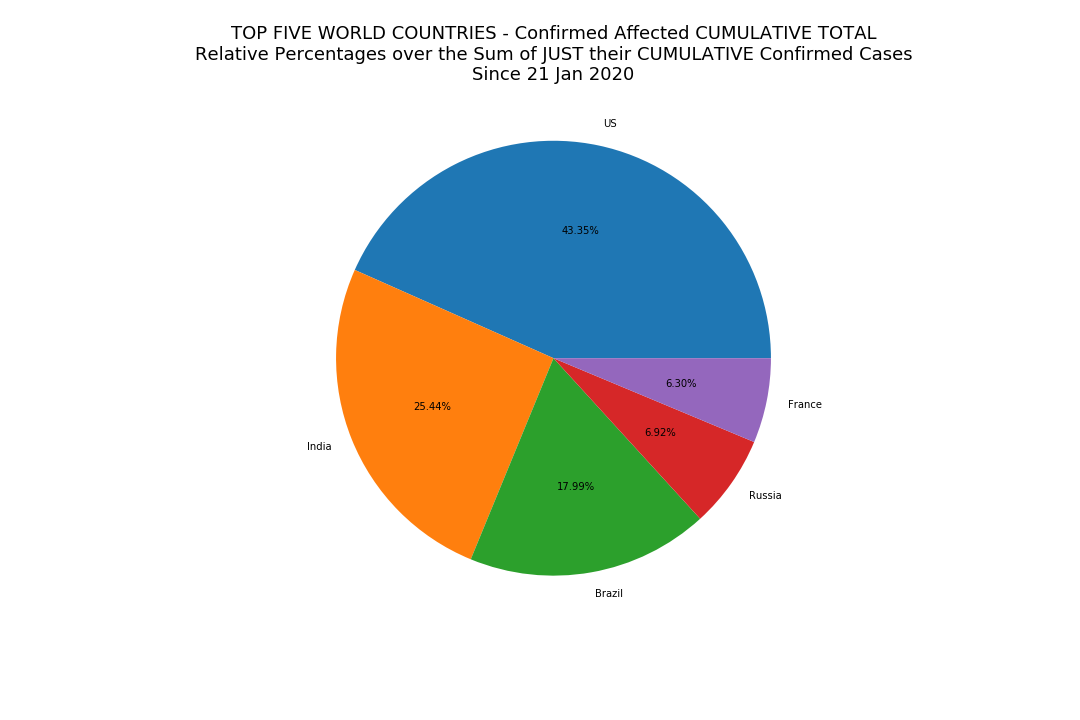 TOP FIVE WORLD COUNTRIES - Confirmed Affected CUMULATIVE TOTAL
Relative Percentages over the Sum of JUST their CUMULATIVE Confirmed Cases
Since 21 Jan 2020
US
43.35%
6.30%
France
25.44%
6.92%
India
17.99%
Russia
Brazil